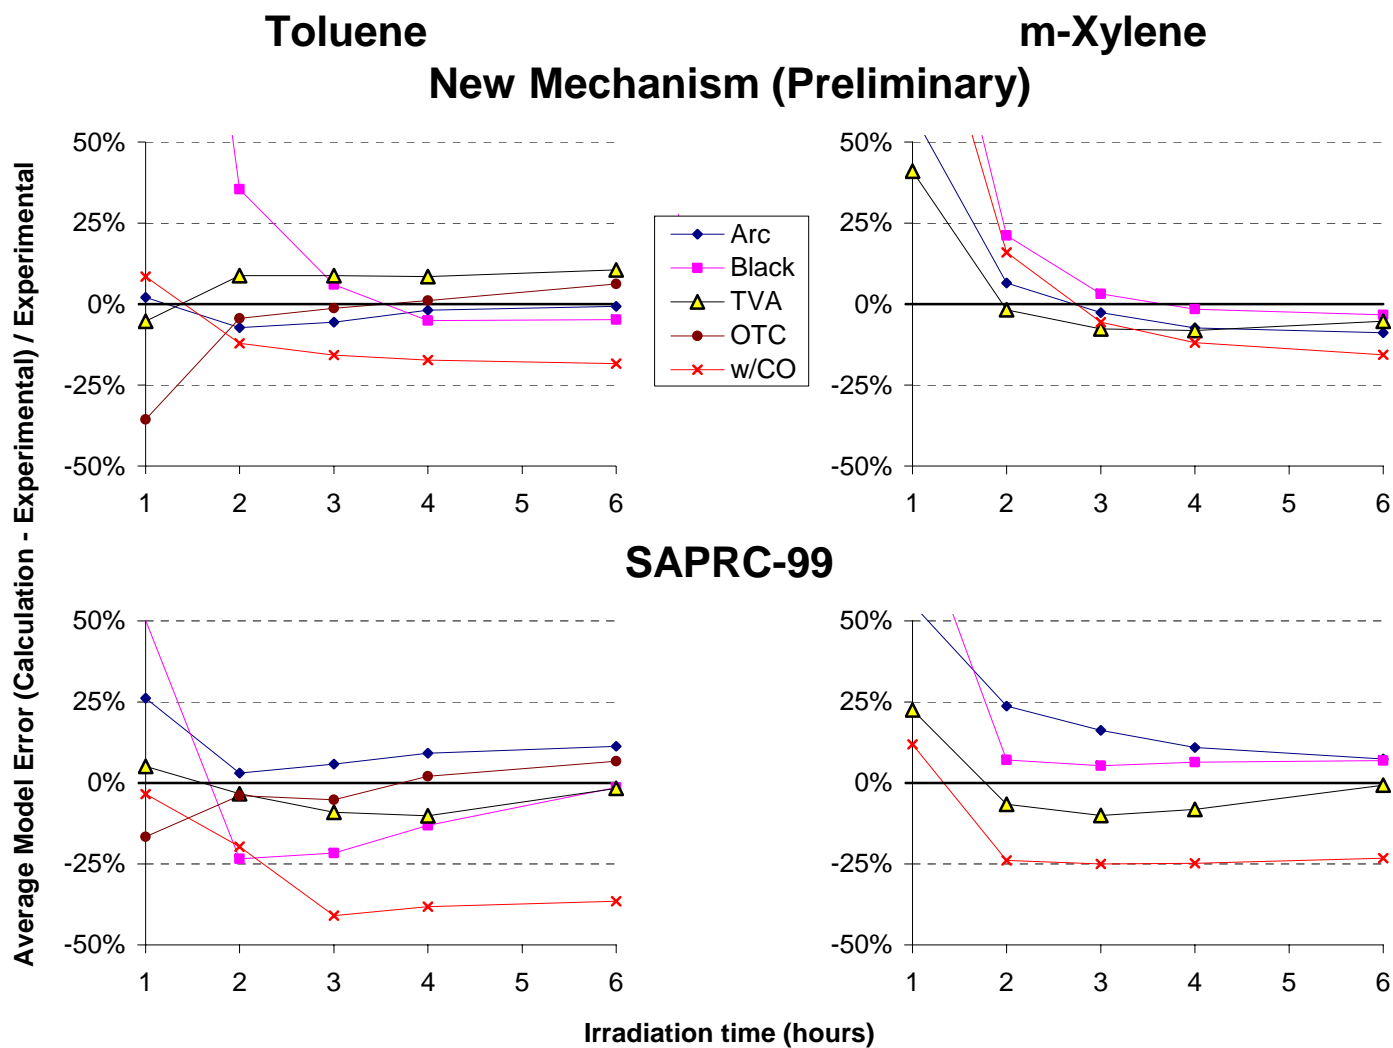 Toluene
m-Xylene
New Mechanism (Preliminary)
Average Model Error (Calculation - Experimental) / Experimental
50%
25%
0%
-25%
-50%
1 2 3 4 5 6
Arc
Black
TVA
OTC
w/CO
50%
25%
0%
-25%
-50%
1 2 3 4 5 6
SAPRC-99
50%
25%
0%
-25%
-50%
1 2 3 4 5 6
50%
25%
0%
-25%
-50%
1 2 3 4 5 6
Irradiation time (hours)